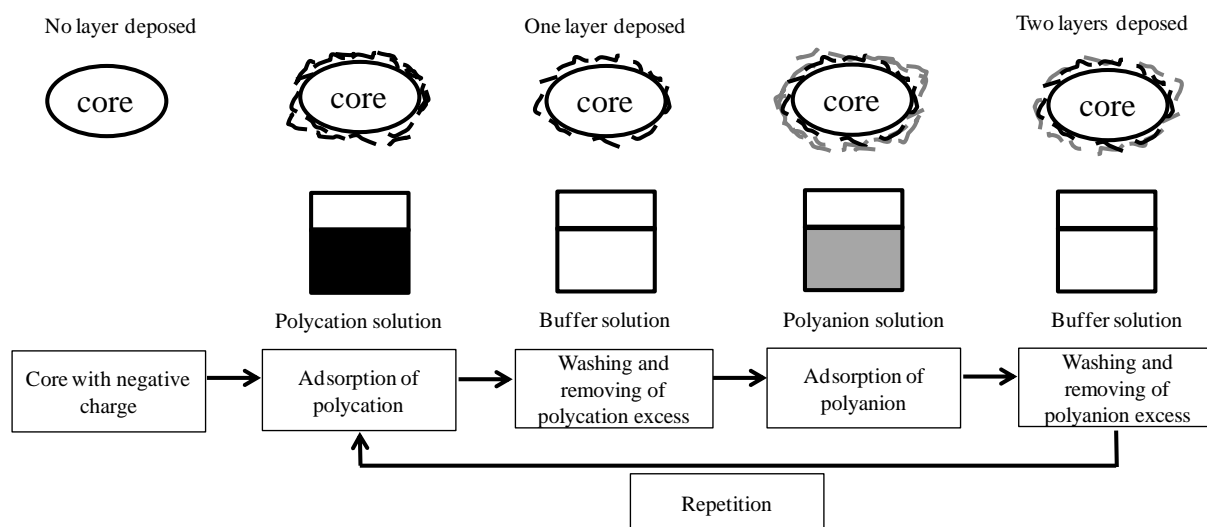 No layer deposed
One layer deposed
Two layers deposed
core
core
core
core
core
Polycation solution
Buffer solution
Polyanion solution
Buffer solution
Core with negative
charge
Adsorption of
polycation
Washing and
removing of
polycation excess
Adsorption of
polyanion
Washing and
removing of
polyanion excess
Repetition